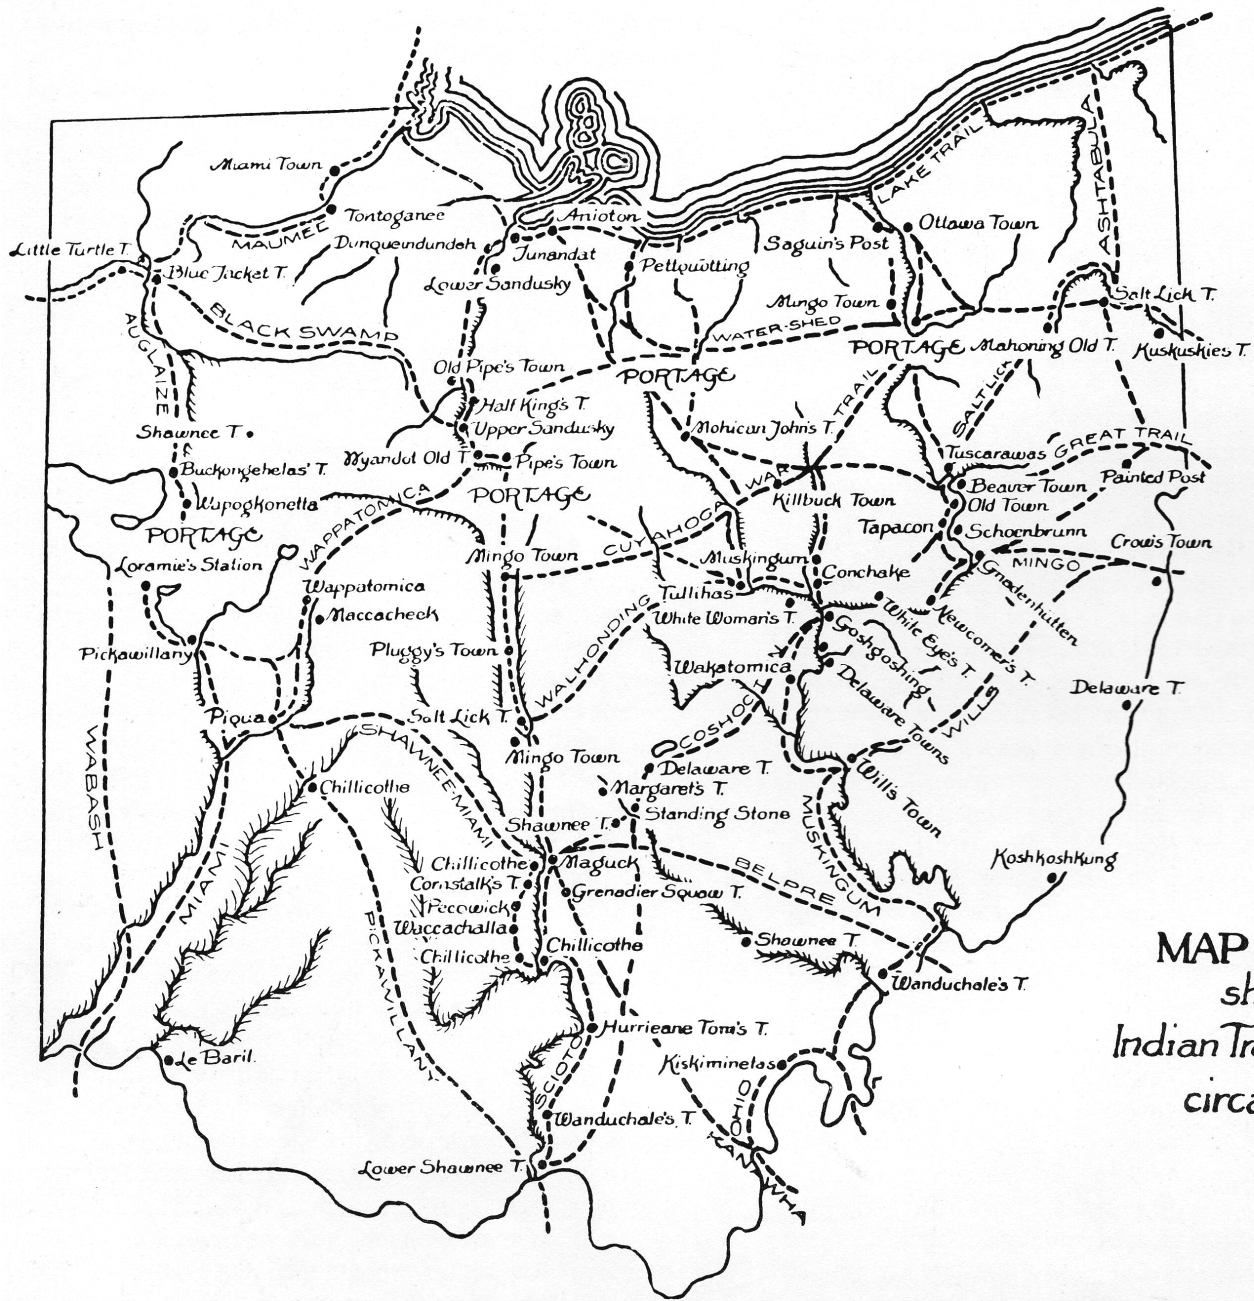 LAKE TRAIL
ASHTABULA
Miami Town
Tontoganee
MAUMEE
Anioton
Dunqueindundeh
Junandat
Lower Sandusky
Pettquotting
Saguin's Post
Ottawa Town
Little Turtle T.
Blue Jacket T.
Mingo Town
Salt Lick T.
BLACK SWAMP
WATER-SHED
AUGLAIZE
PORTAGE
Mahoning Old T.
Kuskuskies T.
Old Pipe's Town
PORTAGE
Half King's T.
TRAIL
SALT LICK
Shawnee T.
Upper Sandusky
Mohican John's T.
GREAT TRAIL
Wyandot Old T.
Pipe's Town
Tuscarawas
Buckongehelas' T.
WAR
Painted Post
Beaver Town
Wapogkonetta
WAPPATOMICA
PORTAGE
Killbuck Town
Old Town
PORTAGE
CUYAHOGA
Tapacon
Schoenbrunn
Crow's Town
Loramie's Station
Mingo Town
Muskingum
Gnadenhütten
MINGO
Wappatomica
Conchake
Maccacheck
Tullihas
White Woman's T.
White Eye's T.
Newcomer's T.
Goshgoshing
Pickawillany
Pluggy's Town
WALHONDING
Wakatomica
Delaware Towns
Delaware T.
WILLS
Piqua
Salt Lick T.
COSHOCTON
SHAWNEE-MIAMI
Mingo Town
Delaware T.
Will's Town
WABASH
Chillicothe
Margaret's T.
Standing Stone
Shawnee T.
MUSKINGUM
MIAMI
Chillicothe
Maguck
BELPRE
Koshkoshkung
Cornstalk's T.
Grenadier Squaw T.
Pecowick
PICKAWILLANY
Waccachalla
Chillicothe
Chillicothe
Shawnee T.
Wanduchale's T.
MAP
Hurricane Tom's T.
Indian Tra
Le Baril.
Kiskiminetas
SCIOTO
OHIO
circa
Wanduchale's T.
KANAWHA
Lower Shawnee T.